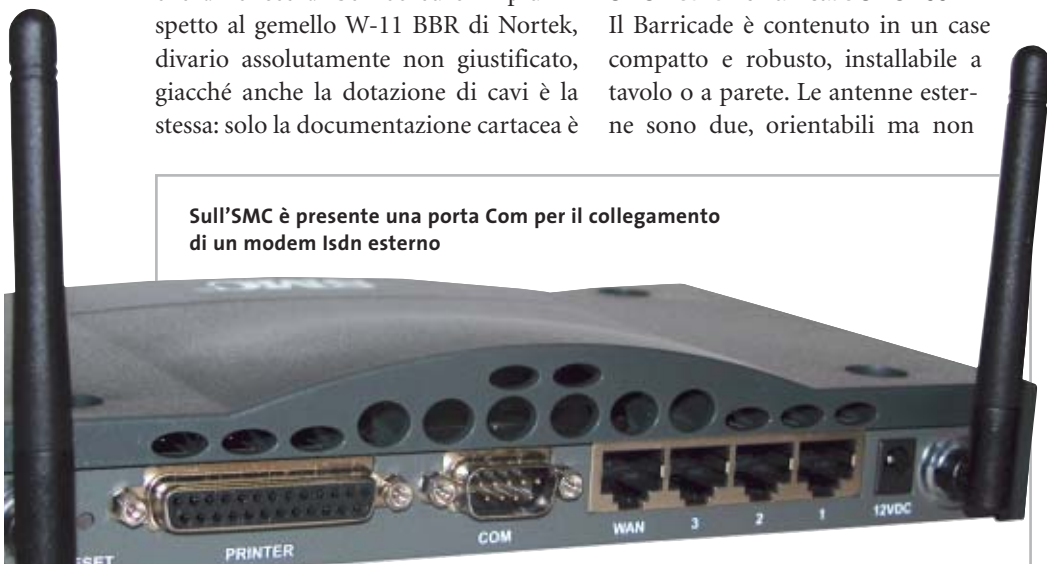 spetto al gemello W-11 BBR di Nortek,
divario assolutamente non giustificato,
giacché anche la dotazione di cavi è la
stessa: solo la documentazione cartacea è
Il Barricade è contenuto in un case
compatto e robusto, installabile a
tavolo o a parete. Le antenne ester-
ne sono due, orientabili ma non
Sull'SMC è presente una porta Com per il collegamento
di un modem Isdn esterno
SMC
PRINTER
COM
WAN
3
2
1
12VDC